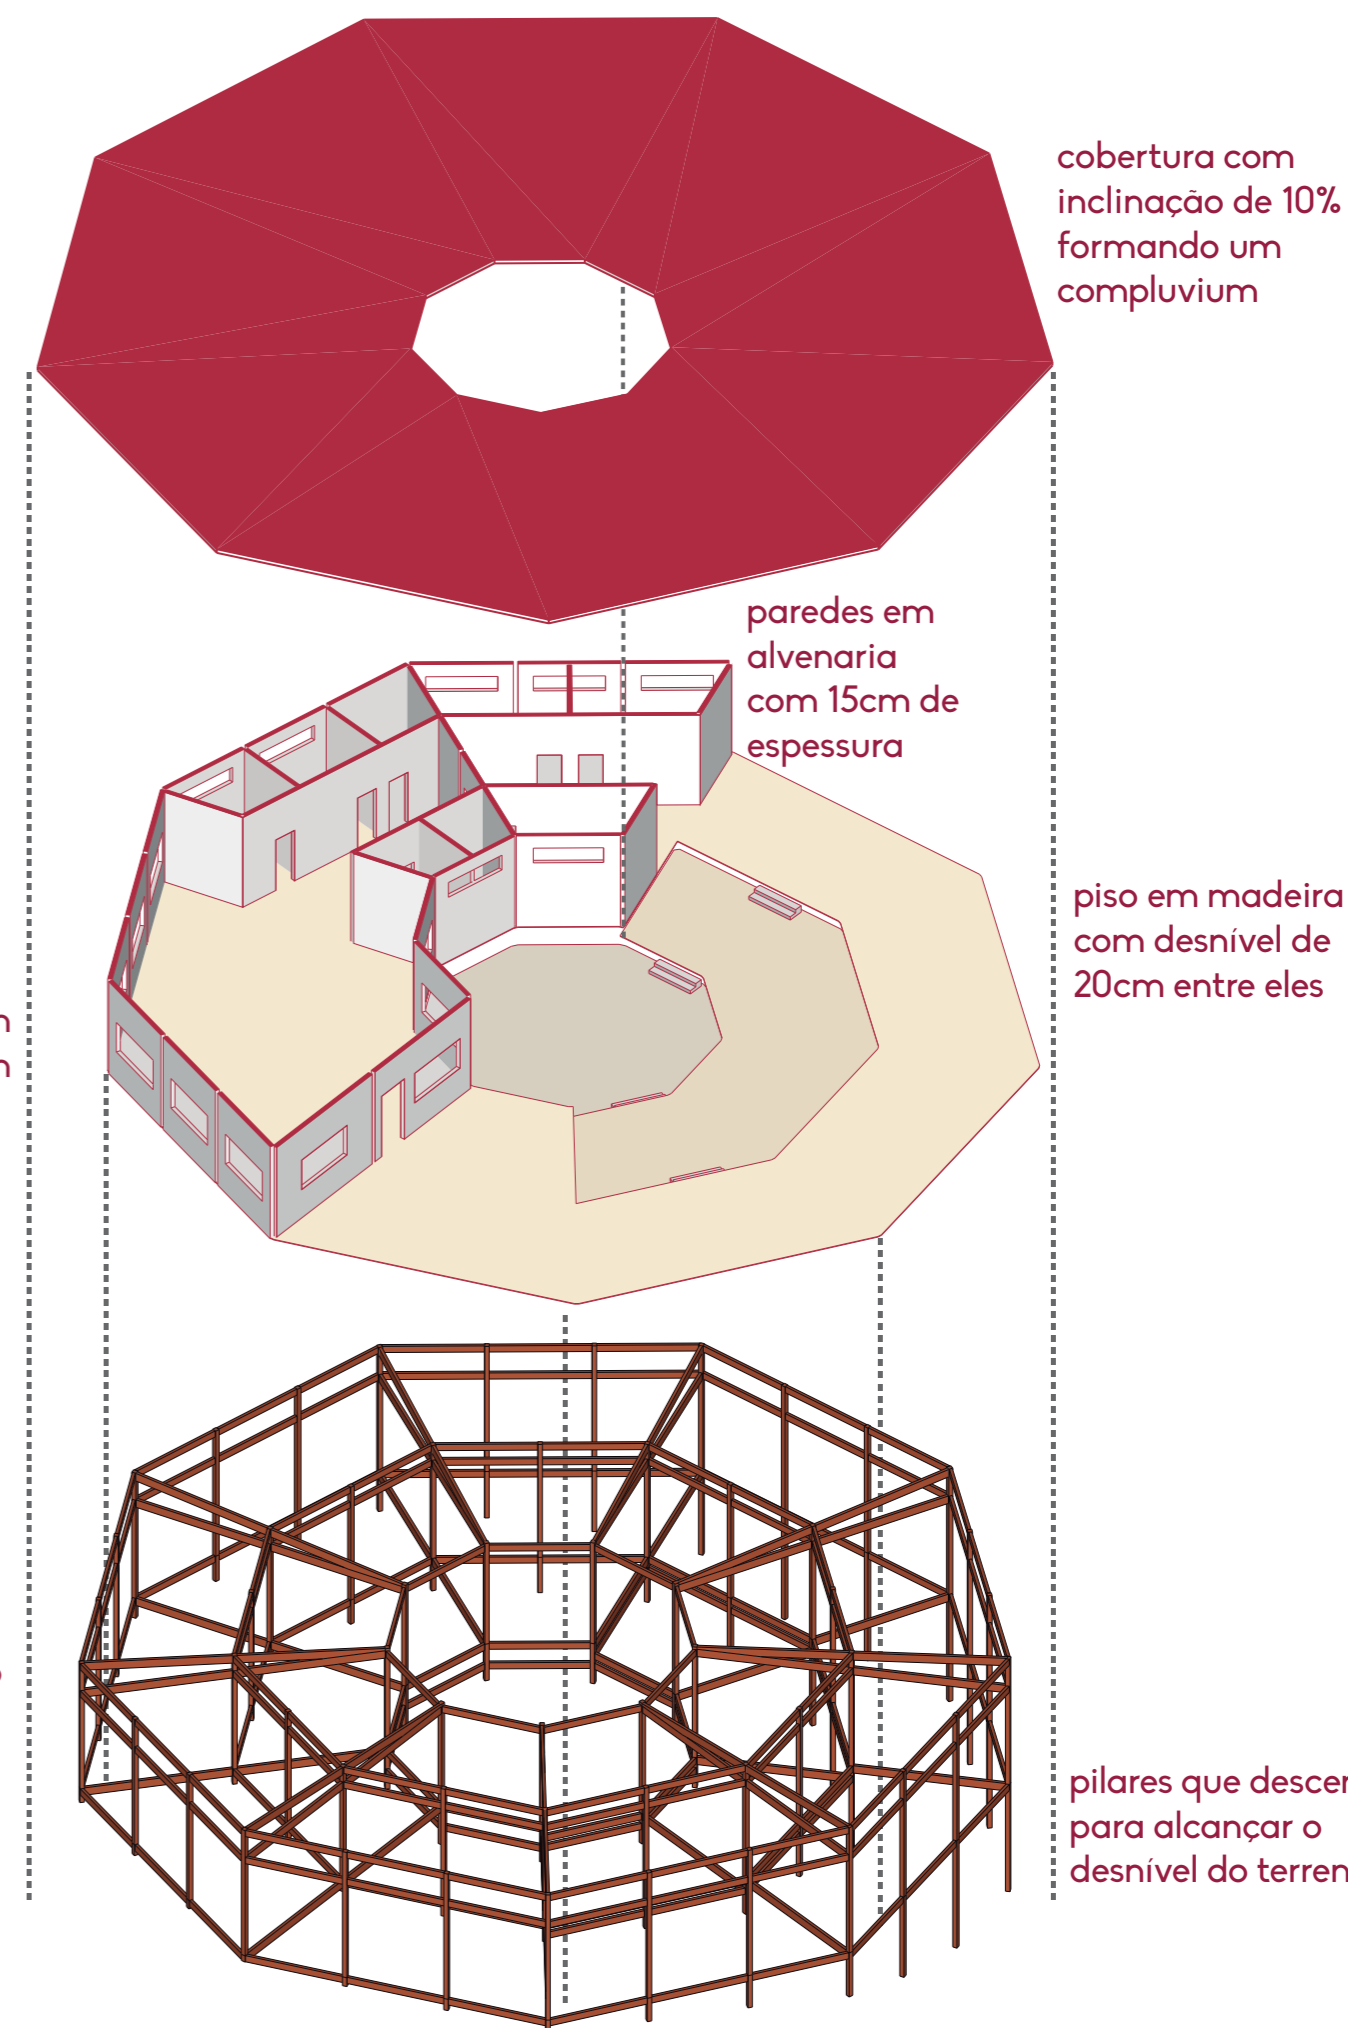 cobertura com
inclinação de 10%
formando um
compluvium
paredes em
alvenaria
com 15cm de
espessura
piso em madeira
com desnível de
20cm entre eles
pilares que descer
para alcançar o
desnível do terren